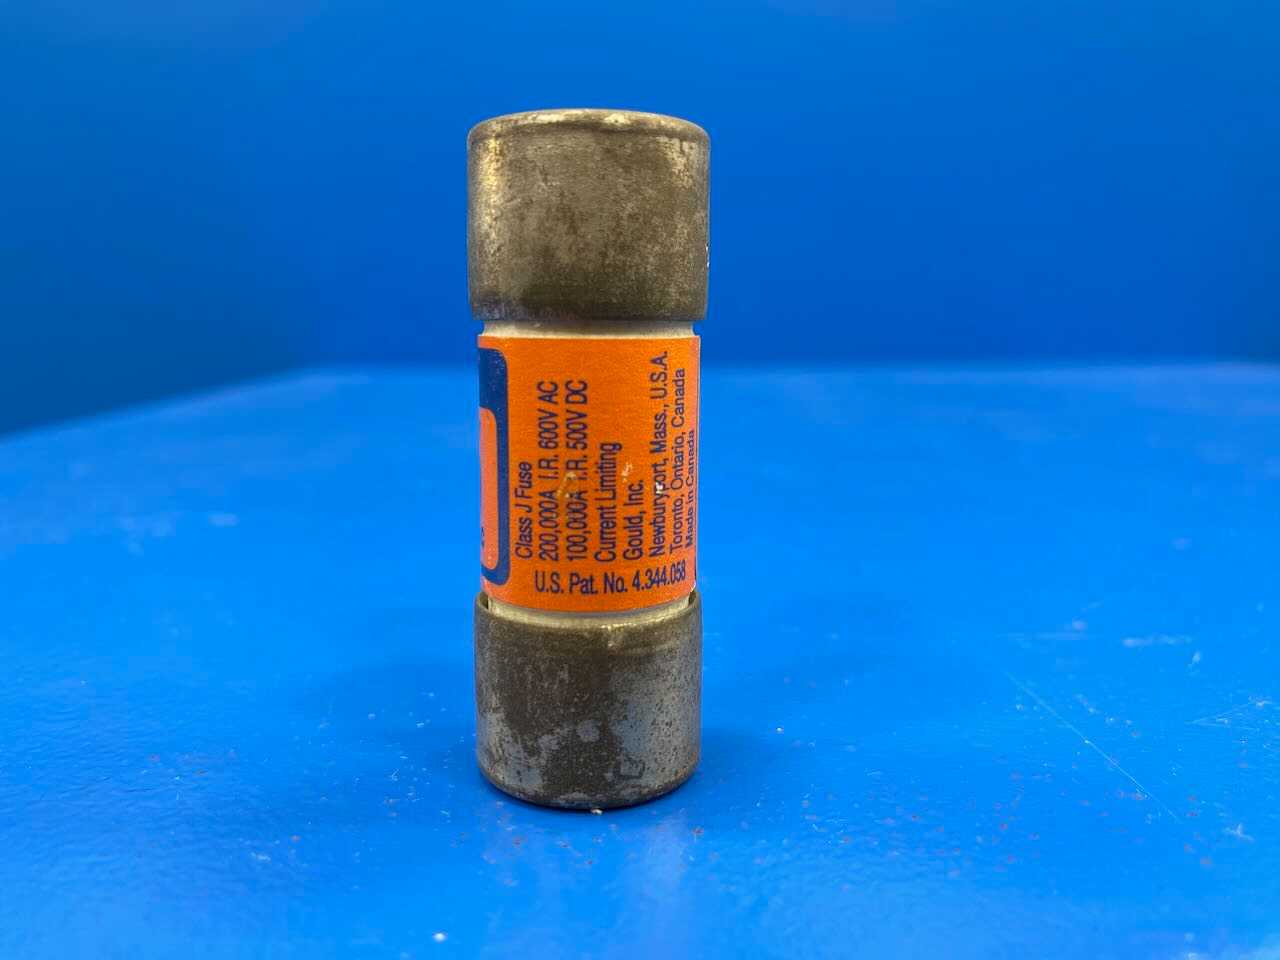 Class J Fuse
200,000A I.R. 600V AC
100,000A I.R. 500V DC
Current Limiting
Gould, Inc.
Newburyport, Mass., U.S.A.
Toronto, Ontario, Canada
Made in Canada
U.S. Pat. No. 4.344.058